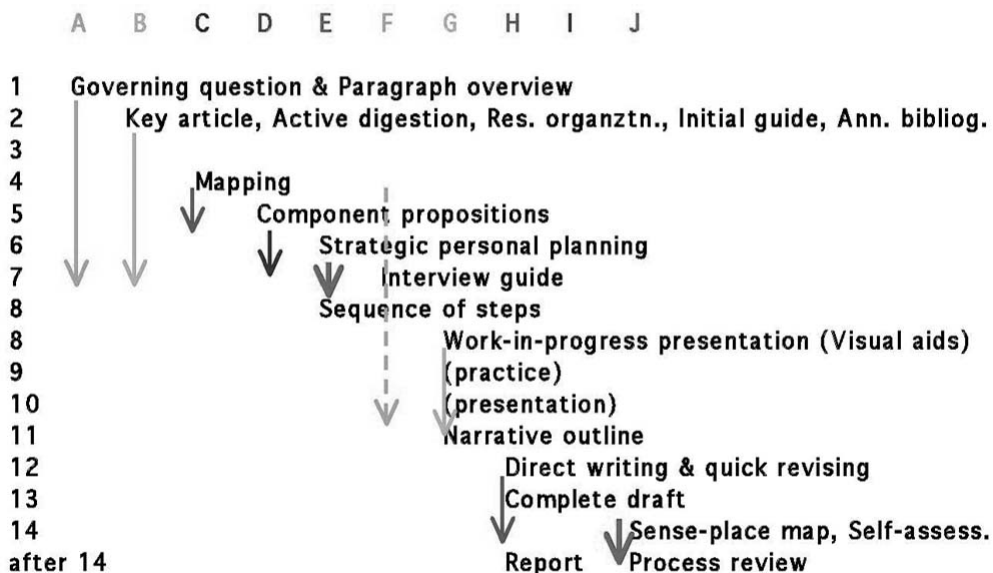 A B C D E F G H I J
1 Governing question & Paragraph overview
2 Key article, Active digestion, Res. organztn., Initial guide, Ann. bibliog.
3
4 Mapping
5 Component propositions
6 Strategic personal planning
7 Interview guide
8 Sequence of steps
8 Work-in-progress presentation (Visual aids)
9 (practice)
10 (presentation)
11 Narrative outline
12 Direct writing & quick revising
13 Complete draft
14 Sense-place map, Self-assess.
after 14 Report Process review